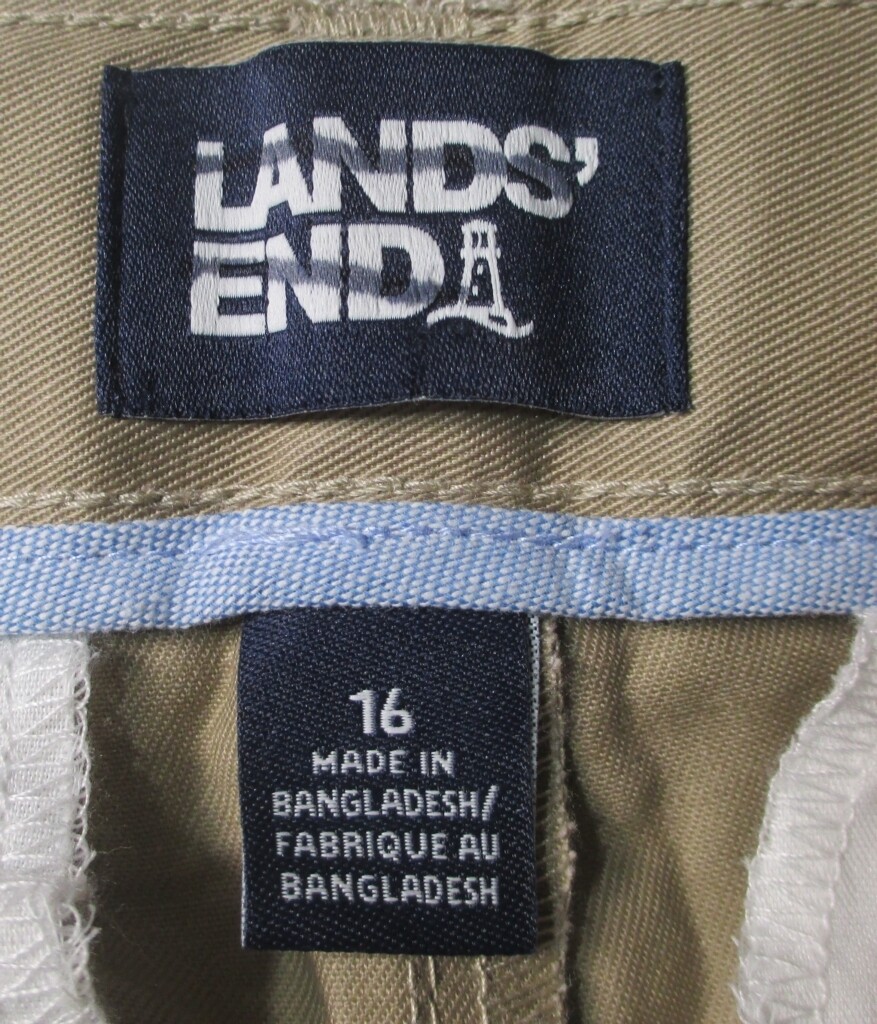 LANDS'
END
16
MADE IN
BANGLADESH/
FABRIQUE AU
BANGLADESH